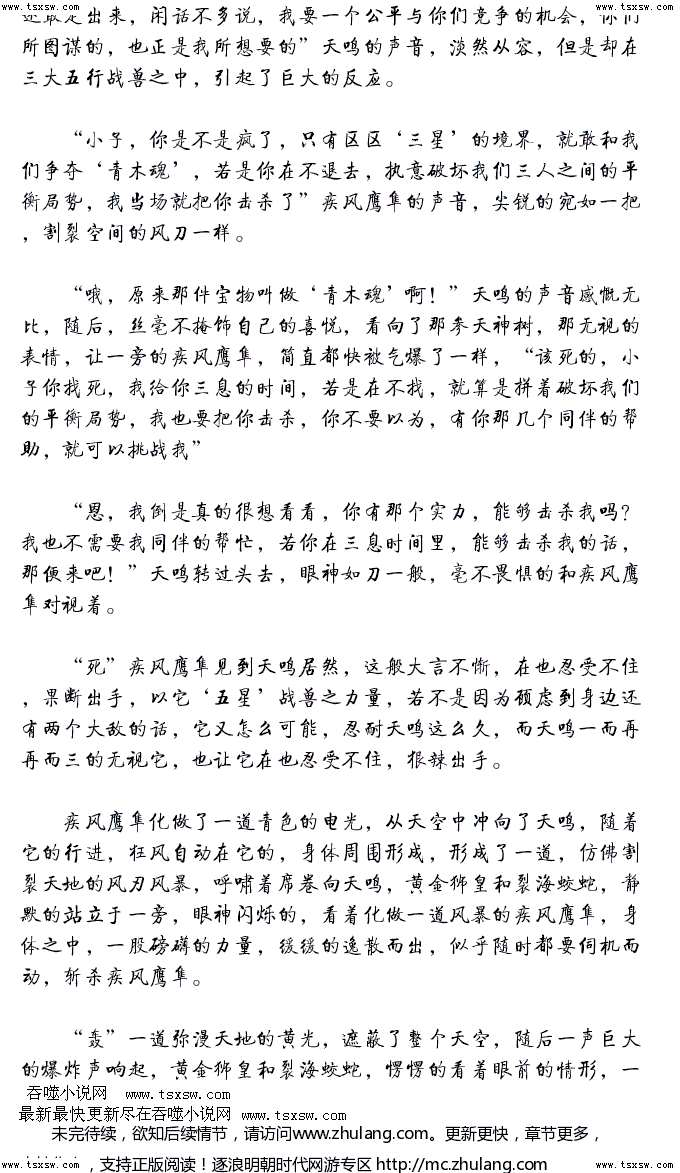 www.tsxsw.com www.tsxsw.com
是出来，闲话不多说，我要一个公平与你们竞争的机会，你们
所图谋的，也正是我所想要的”天鸣的声音，淡然从容，但是却在
三大五行战兽之中，引起了巨大的反应。
“小子，你是不是疯了，只有区区‘三星’的境界，就敢和我
们争夺‘青木魂’，若是你在不退去，执意破坏我们三人之间的平
衡局势，我当场就把你击杀了”疾风鹰隼的声音，尖锐的宛如一把
，割裂空间的风刀一样。
“哦，原来那件宝物叫做‘青木魂’啊！”天鸣的声音感慨无
比，随后，丝毫不掩饰自己的喜悦，看向了那参天神树，那无视的
表情，让一旁的疾风鹰隼，简直都快被气爆了一样，“该死的，小
子你找死，我给你三息的时间，若是在不找，就算是拼着破坏我们
的平衡局势，我也要把你击杀，你不要以为，有你那几个同伴的帮
助，就可以挑战我”
“恩，我倒是真的很想看看，你有那个实力，能够击杀我吗？
我也不需要我同伴的帮忙，若你在三息时间里，能够击杀我的话，
那便来吧！”天鸣转过头去，眼神如刀一般，毫不畏惧的和疾风鹰
隼对视着。
“死”疾风鹰隼见到天鸣居然，这般大言不惭，在也忍受不住
，果断出手，以它‘五星’战兽之力量，若不是因为顾虑到身边还
有两个大敌的话，它又怎么可能，忍耐天鸣这么久，而天鸣一而再
再而三的无视它，也让它在也忍受不住，狠辣出手。
疾风鹰隼化做了一道青色的电光，从天空中冲向了天鸣，随着
它的行进，狂风自动在它的，身体周围形成，形成了一道，仿佛割
裂天地的风刀风暴，呼啸着席卷向天鸣，黄金狮皇和裂海蛟蛇，静
默的站立于一旁，眼神闪烁的，看着化做一道风暴的疾风鹰隼，身
体之中，一股磅礴的力量，缓缓的逸散而出，似乎随时都要伺机而
动，斩杀疾风鹰隼。
“轰”一道弥漫天地的黄光，遮蔽了整个天空，随后一声巨大
的爆炸声响起，黄金狮皇和裂海蛟蛇，愣愣的看着眼前的情形，一
吞噬小说网 www.tsxsw.com
最新最快更新尽在吞噬小说网 www.tsxsw.com
未完待续，欲知后续情节，请访问www.zhulang.com。更新更快，章节更多，
，支持正版阅读！逐浪明朝时代网游专区 http://mc.zhulang.com
www.tsxsw.com www.tsxsw.com